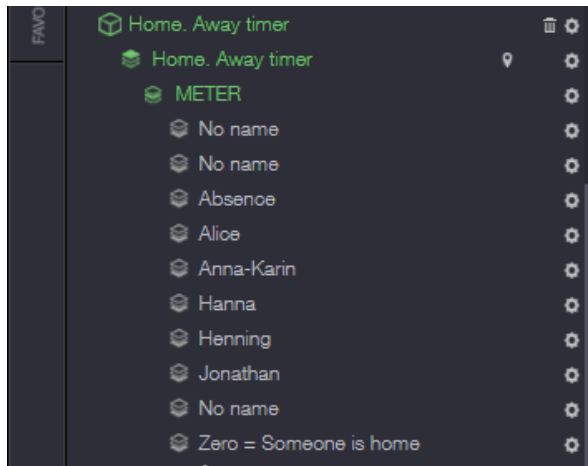 FAVO
Home. Away timer
Home. Away timer
METER
No name
No name
Absence
Alice
Anna-Karin
Hanna
Henning
Jonathan
No name
Zero = Someone is home